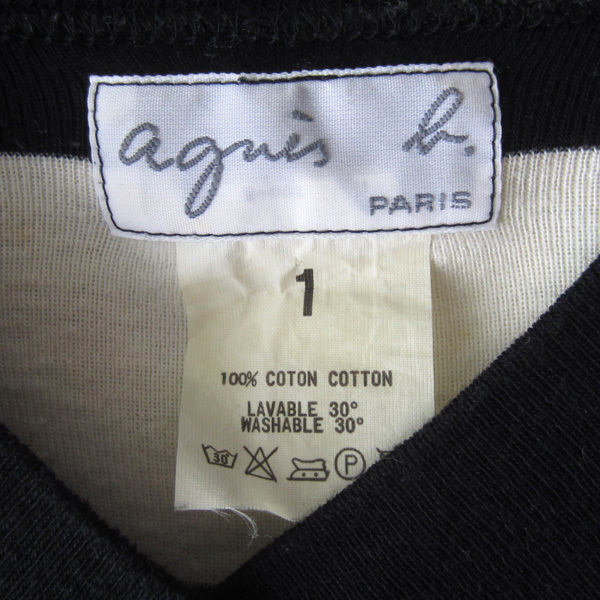 agnès b.
PARIS
1
100% COTON COTTON
LAVABLE 30°
WASHABLE 30°
30 P